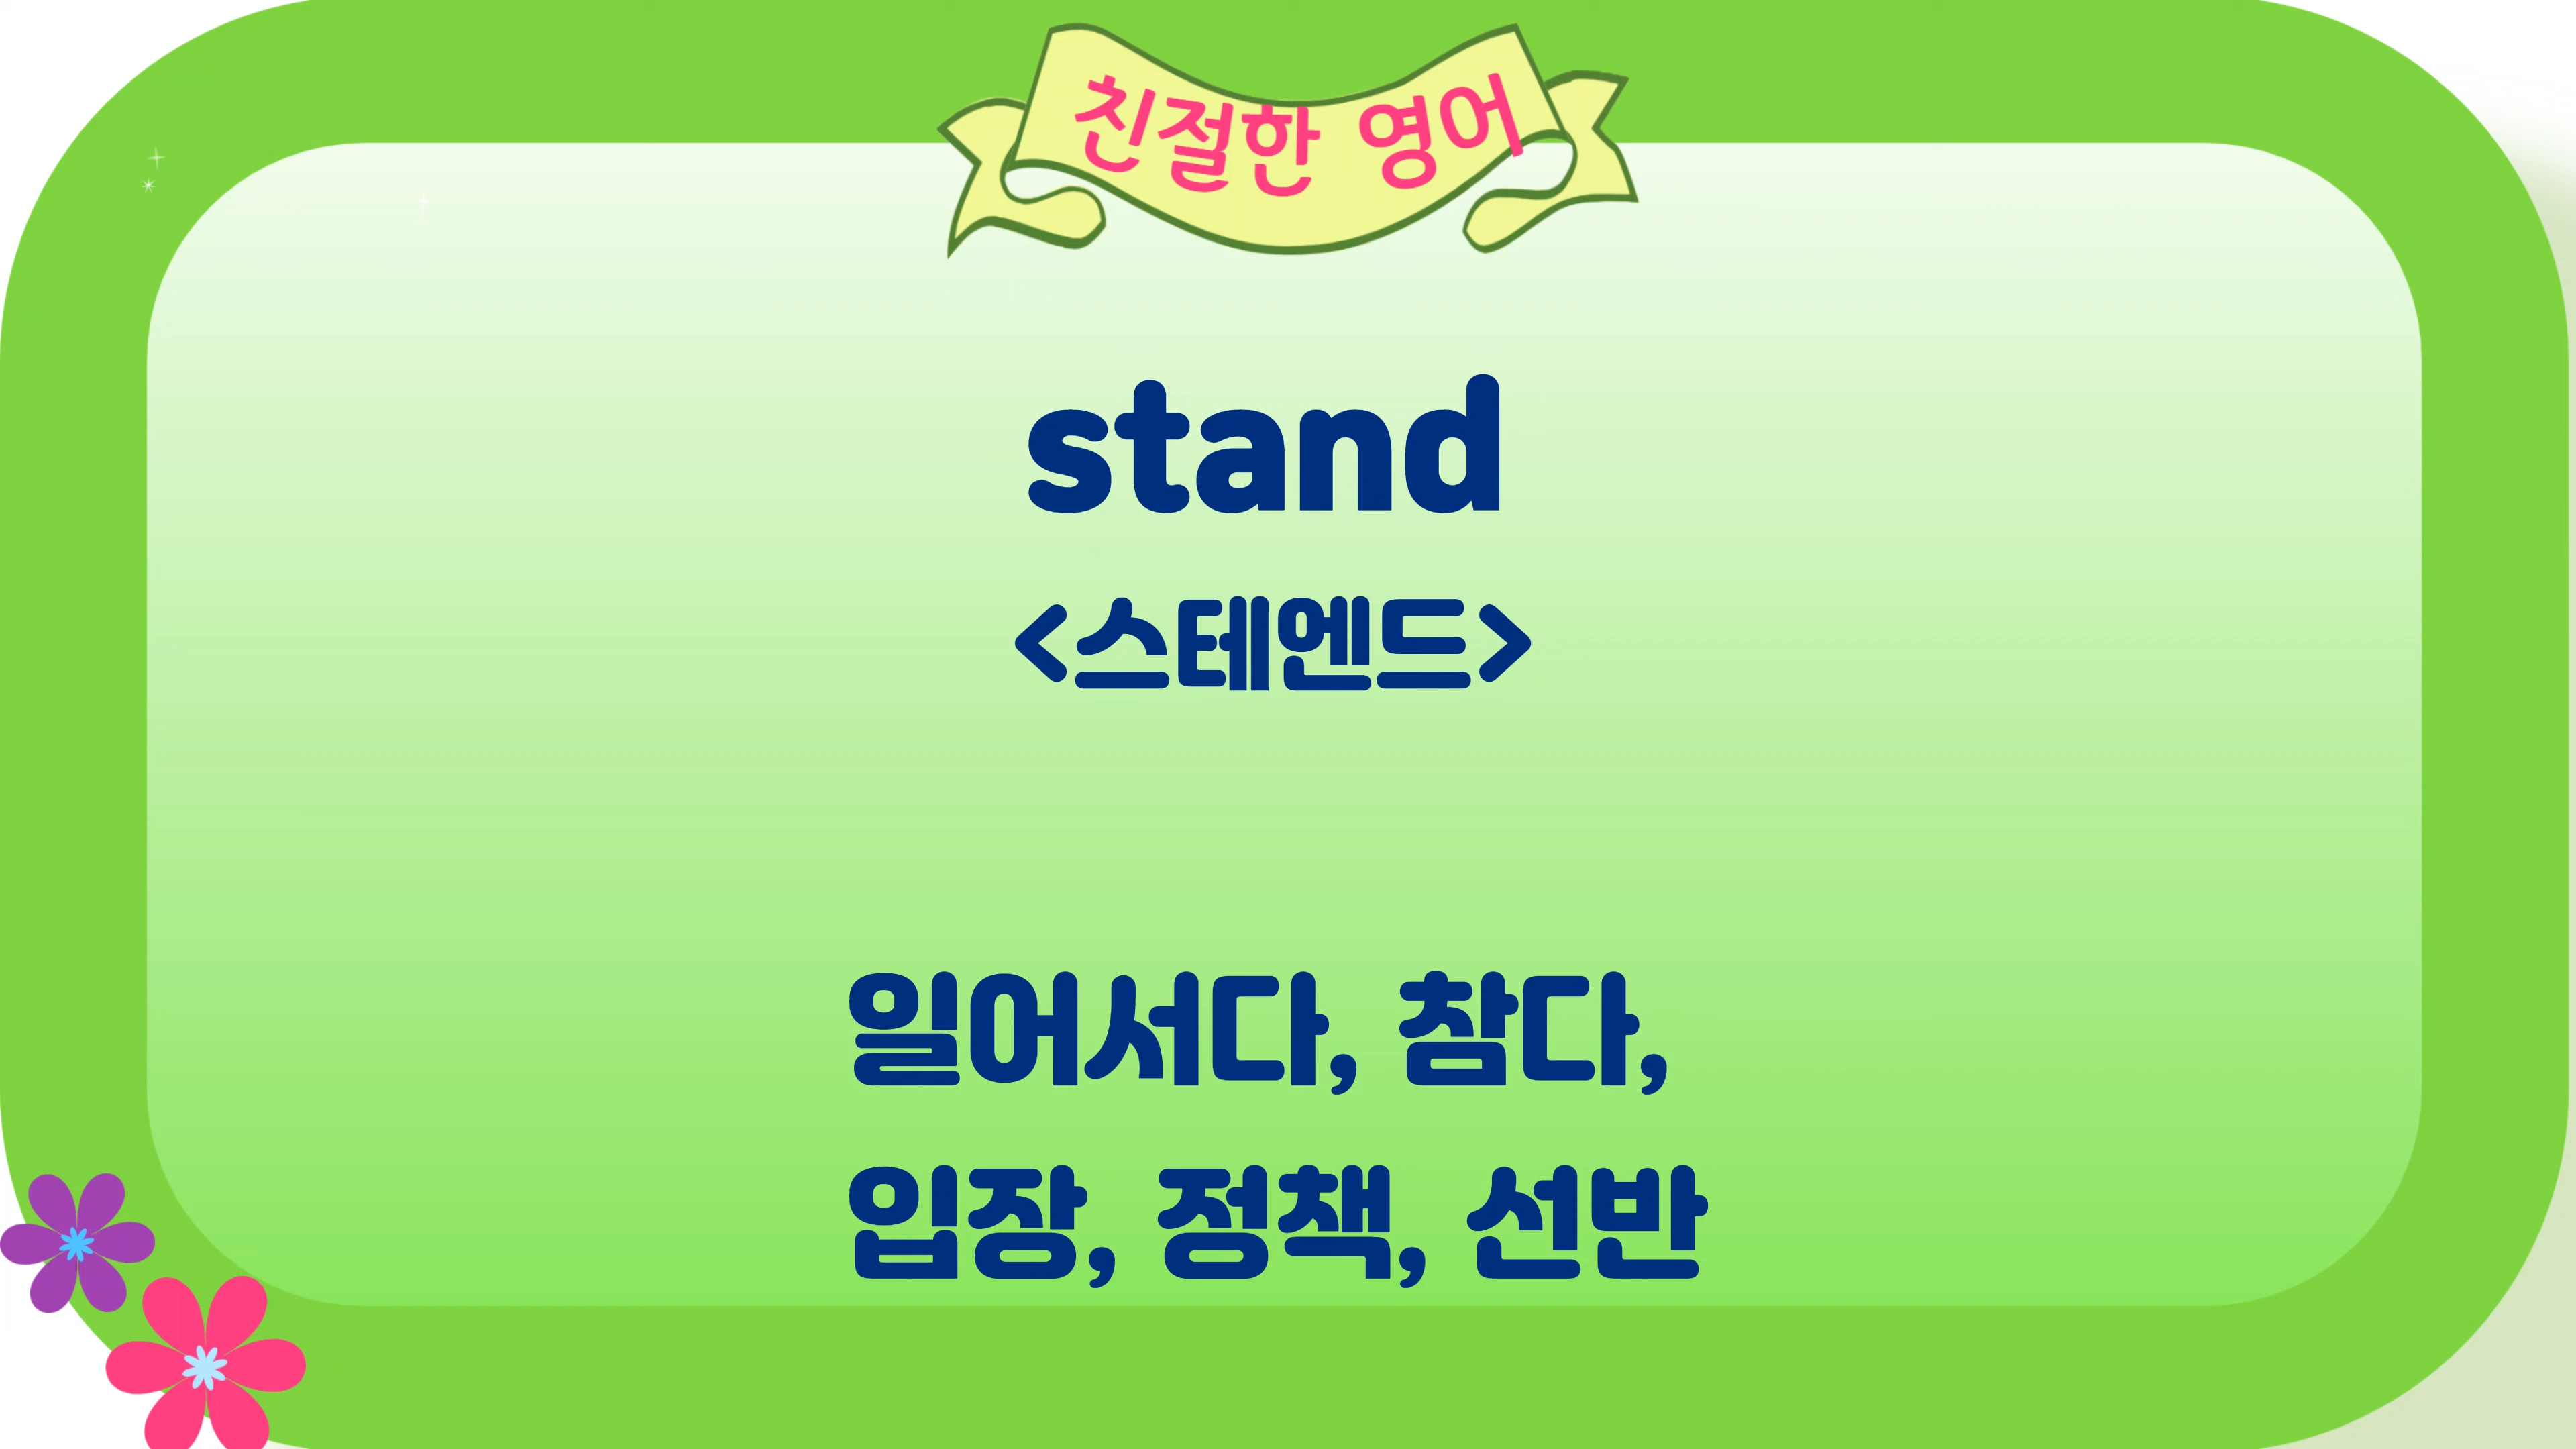 친절한 영어
stand
<스테엔드>
일어서다, 참다,
입장, 정책, 선반